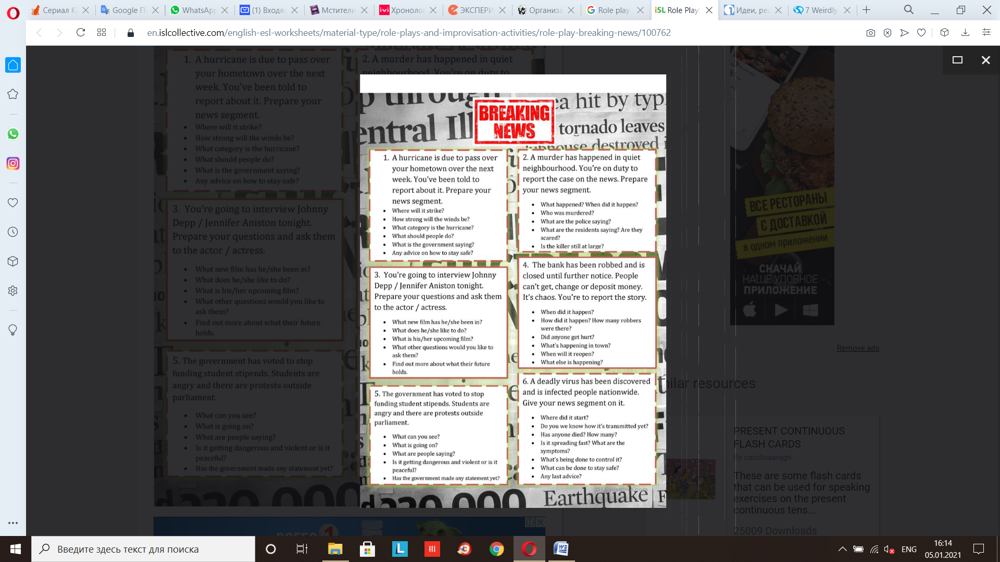 Сериал К
Google П
WhatsApp
(1) Входящ
Мстители
Хронолог
ЭКСПЕРИ
Организа
Role play
iSL Role Play:
Идеи, реа
7 Weirdly
en.islcollective.com/english-esl-worksheets/material-type/role-plays-and-improvisation-activities/role-play-breaking-news/100762
1. A hurricane is due to pass over
your hometown over the next
week. You've been told to
report about it. Prepare your
news segment.
• Where will it strike?
• How strong will the winds be?
• What category is the hurricane?
• What should people do?
• What is the government saying?
• Any advice on how to stay safe?
2. A murder has happened in quiet
neighbourhood. You're on duty to
3. You're going to interview Johnny
Depp / Jennifer Aniston tonight.
Prepare your questions and ask them
to the actor / actress.
• What new film has he/she been in?
• What does he/she like to do?
• What is his/her upcoming film?
• What other questions would you like to
ask them?
• Find out more about what their future
holds.
5. The government has voted to stop
funding student stipends. Students are
angry and there are protests outside
parliament.
• What can you see?
• What is going on?
• What are people saying?
• Is it getting dangerous and violent or is it
peaceful?
• Has the government made any statement yet?
p through
ea hit by typ
entral Ill
tornado leaves
destroyed i
BREAKING
NEWS
1. A hurricane is due to pass over
your hometown over the next
week. You've been told to
report about it. Prepare your
news segment.
• Where will it strike?
• How strong will the winds be?
• What category is the hurricane?
• What should people do?
• What is the government saying?
• Any advice on how to stay safe?
2. A murder has happened in quiet
neighbourhood. You're on duty to
report the case on the news. Prepare
your news segment.
• What happened? When did it happen?
• Who was murdered?
• What are the police saying?
• What are the residents saying? Are they
scared?
• Is the killer still at large?
3. You're going to interview Johnny
Depp / Jennifer Aniston tonight.
Prepare your questions and ask them
to the actor / actress.
• What new film has he/she been in?
• What does he/she like to do?
• What is his/her upcoming film?
• What other questions would you like to
ask them?
• Find out more about what their future
holds.
4. The bank has been robbed and is
closed until further notice. People
can't get, change or deposit money.
It's chaos. You're to report the story.
• When did it happen?
• How did it happen? How many robbers
were there?
• Did anyone get hurt?
• What's happening in town?
• When will it reopen?
• What else is happening?
5. The government has voted to stop
funding student stipends. Students are
angry and there are protests outside
parliament.
• What can you see?
• What is going on?
• What are people saying?
• Is it getting dangerous and violent or is it
peaceful?
• Has the government made any statement yet?
6. A deadly virus has been discovered
and is infected people nationwide.
Give your news segment on it.
• Where did it start?
• Do you we know how it's transmitted yet?
• Has anyone died? How many?
• Is it spreading fast? What are the
symptoms?
• What's being done to control it?
• What can be done to stay safe?
• Any last advice?
iSLCollective.com
Earthquake F
ВСЕ РЕСТОРАНЫ
С ДОСТАВКОЙ
в одном приложении
СКАЧАЙ
НАШЕ УДОБНОЕ
ПРИЛОЖЕНИЕ
Remove ads
milar resources
PRESENT CONTINUOUS
FLASH CARDS
By carolinaaragn
These are some flash cards
that can be used for speaking
exercises on the present
continuous tens...
25009 Downloads
Введите здесь текст для поиска
ENG
16:14
05.01.2021